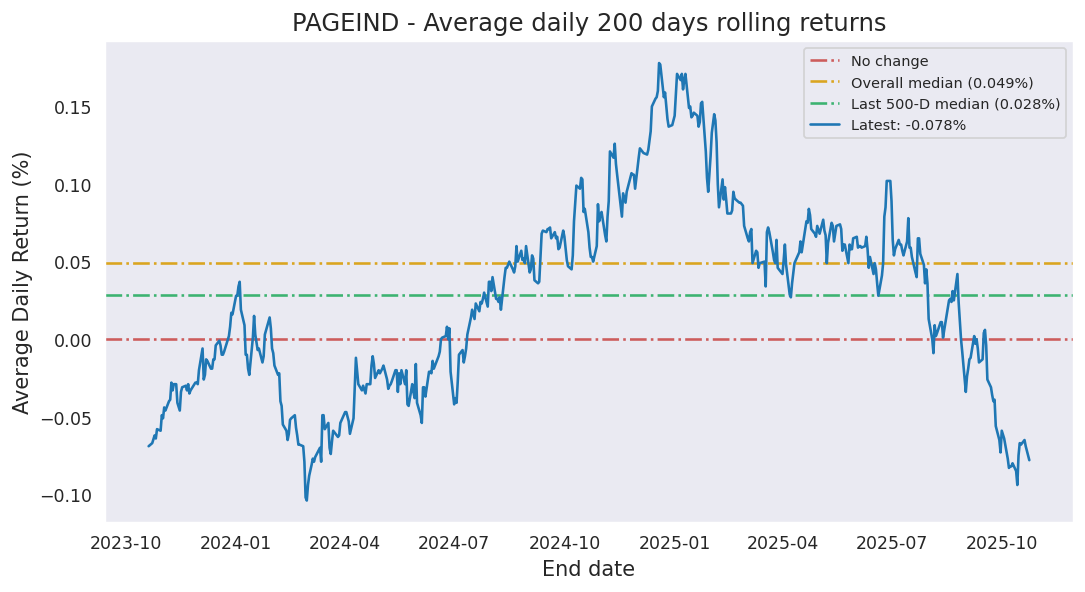 PAGEIND - Average daily 200 days rolling returns
No change
Overall median (0.049%)
Last 500-D median (0.028%)
Latest: -0.078%
Average Daily Return (%)
0.15
0.10
0.05
0.00
−0.05
−0.10
2023-10 2024-01 2024-04 2024-07 2024-10 2025-01 2025-04 2025-07 2025-10
End date